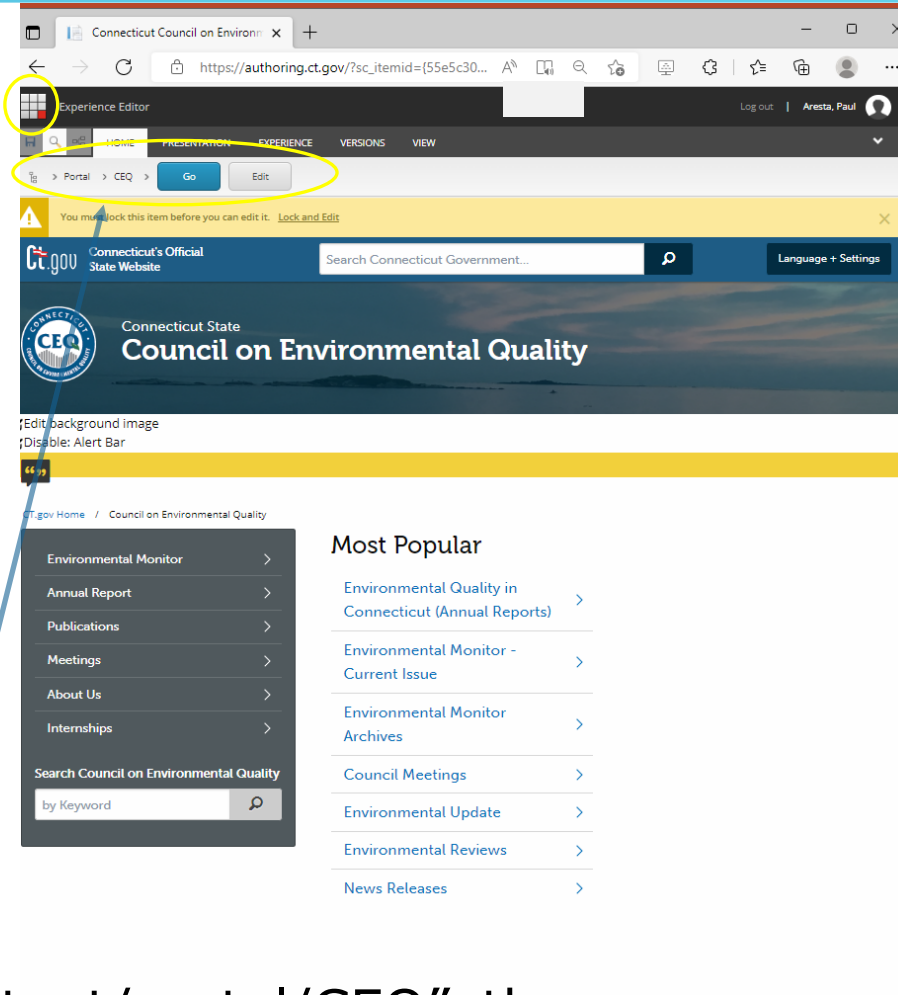 Connecticut Council on Environm
https://authoring.ct.gov/?sc_itemid={55e5c30...
Experience Editor
Log out | Aresta, Paul
HOME PRESENTATION EXPERIENCE VERSIONS VIEW
> Portal > CEQ > Go Edit
You must lock this item before you can edit it. Lock and Edit
Ct.gov Connecticut's Official
State Website
Search Connecticut Government...
Language + Settings
CONNECTICUT
CEQ
Connecticut State
Council on Environmental Quality
Edit background image
Disable: Alert Bar
CT.gov Home / Council on Environmental Quality
Environmental Monitor
Annual Report
Publications
Meetings
About Us
Internships
Search Council on Environmental Quality
by Keyword
Most Popular
Environmental Quality in
Connecticut (Annual Reports)
Environmental Monitor -
Current Issue
Environmental Monitor
Archives
Council Meetings
Environmental Update
Environmental Reviews
News Releases